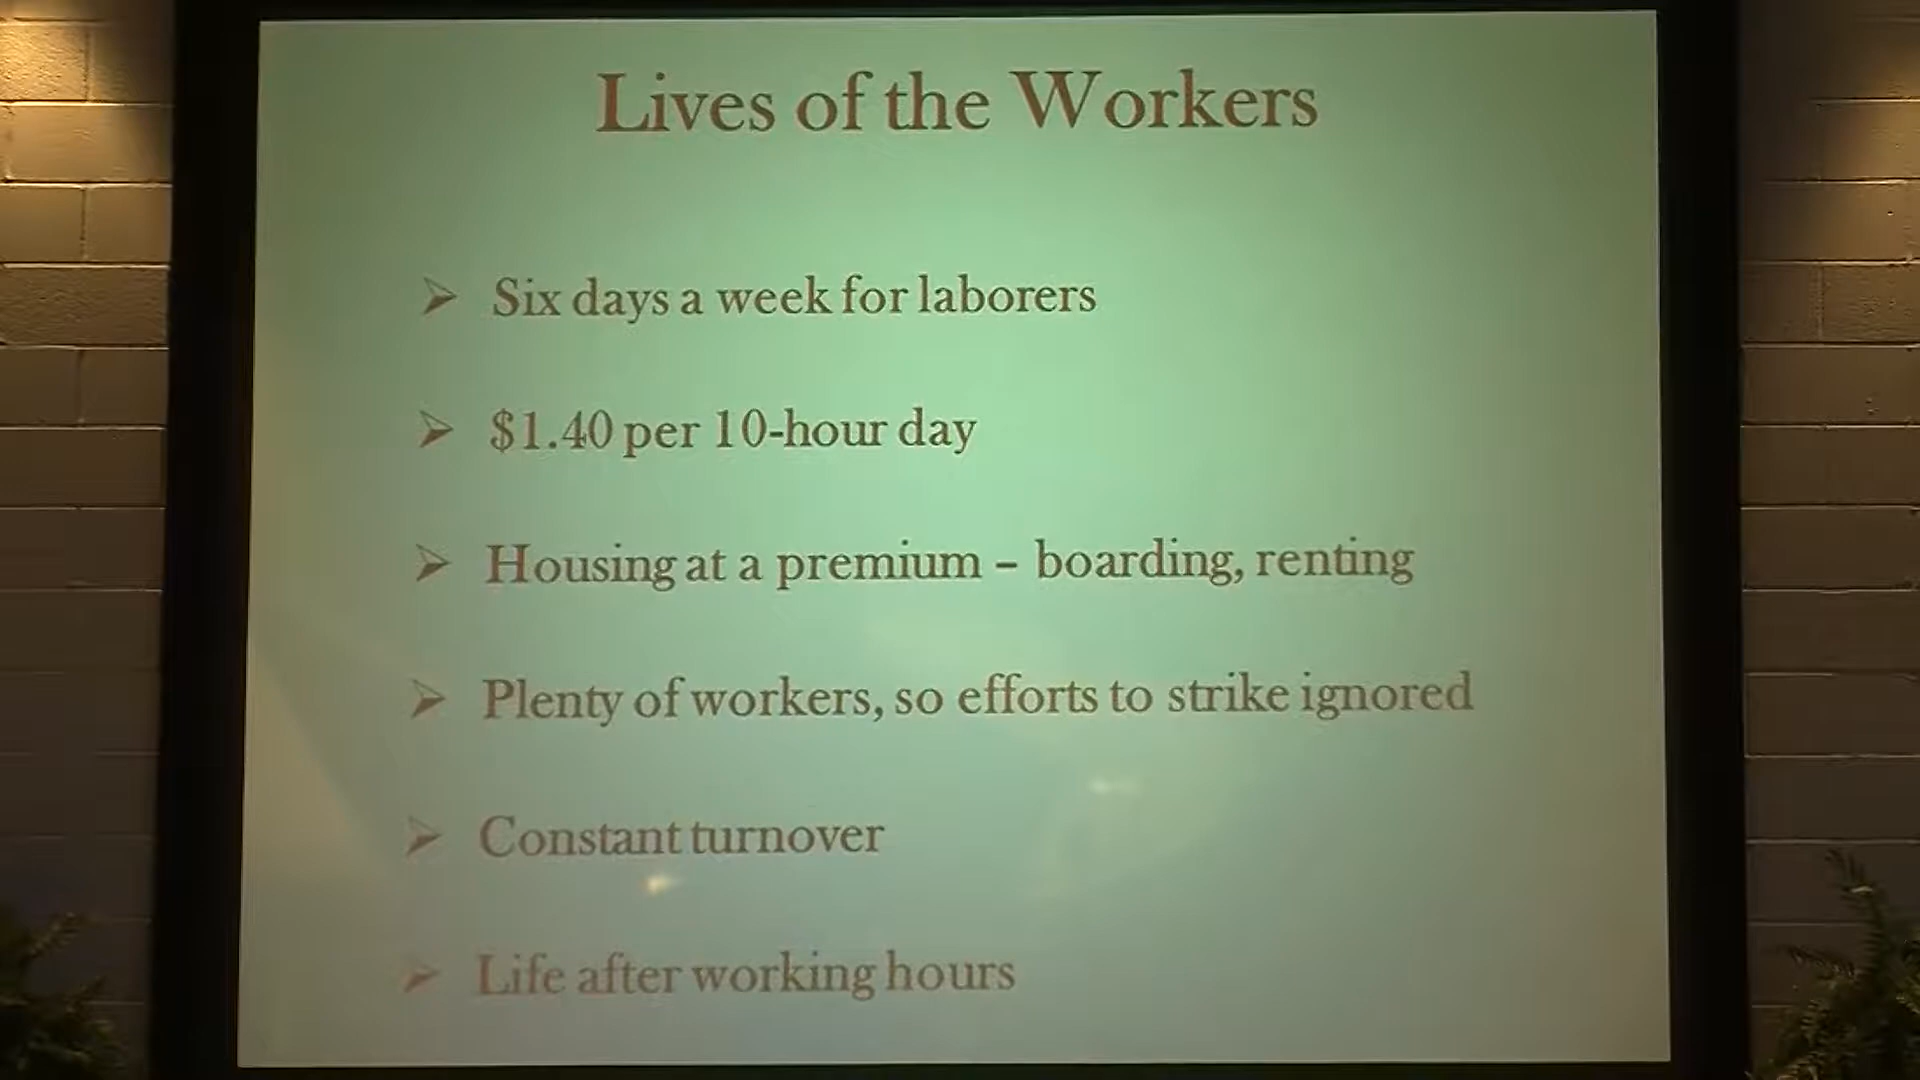 Lives of the Workers
➢ Six days a week for laborers
➢ $1.40 per 10-hour day
➢ Housing at a premium – boarding, renting
➢ Plenty of workers, so efforts to strike ignored
➢ Constant turnover
➢ Life after working hours